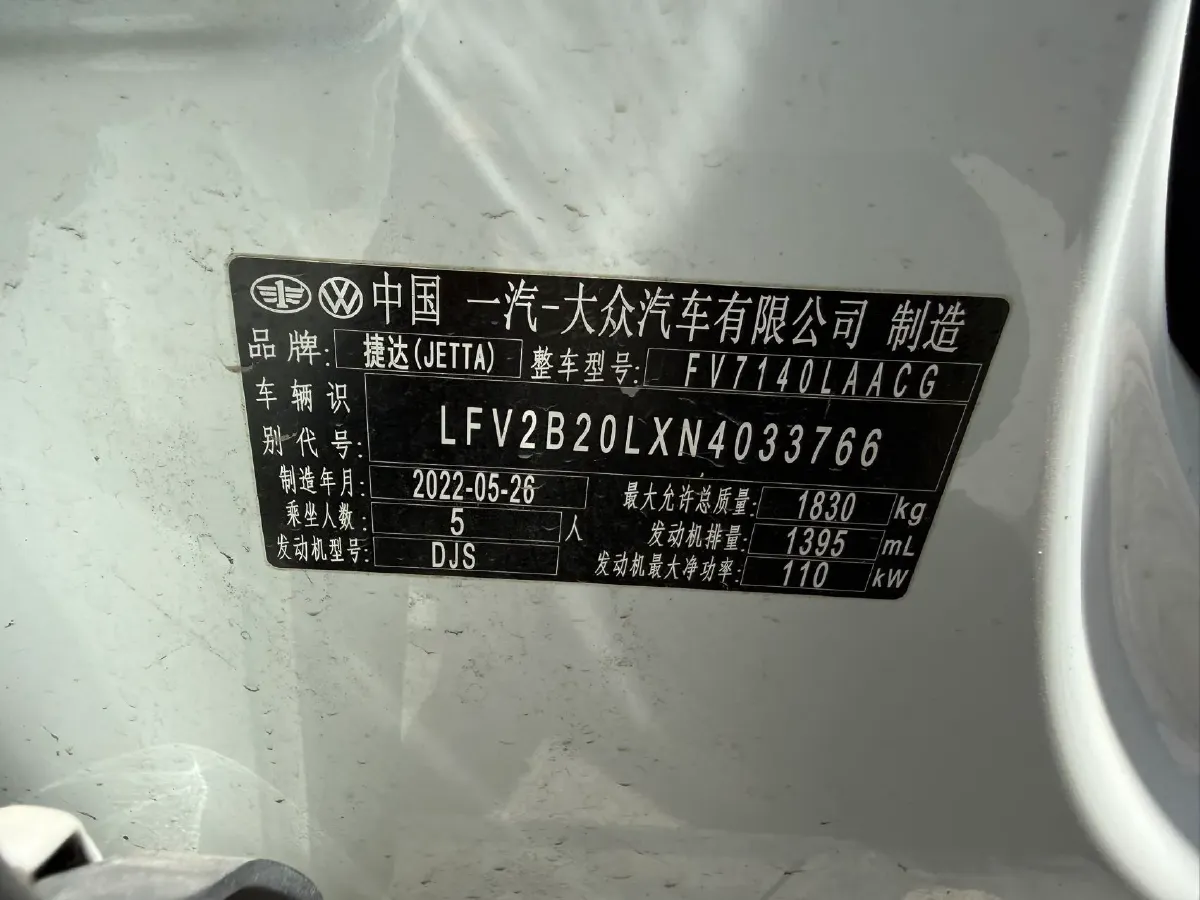 中国 一汽-大众汽车有限公司 制造
品牌: 捷达(JETTA) 整车型号: FV7140LAACG
车辆识别代号: LFV2B20LXN4033766
制造年月: 2022-05-26 最大允许总质量: 1830 kg
乘坐人数: 5 人 发动机排量: 1395 mL
发动机型号: DJS 发动机最大净功率: 110 kW